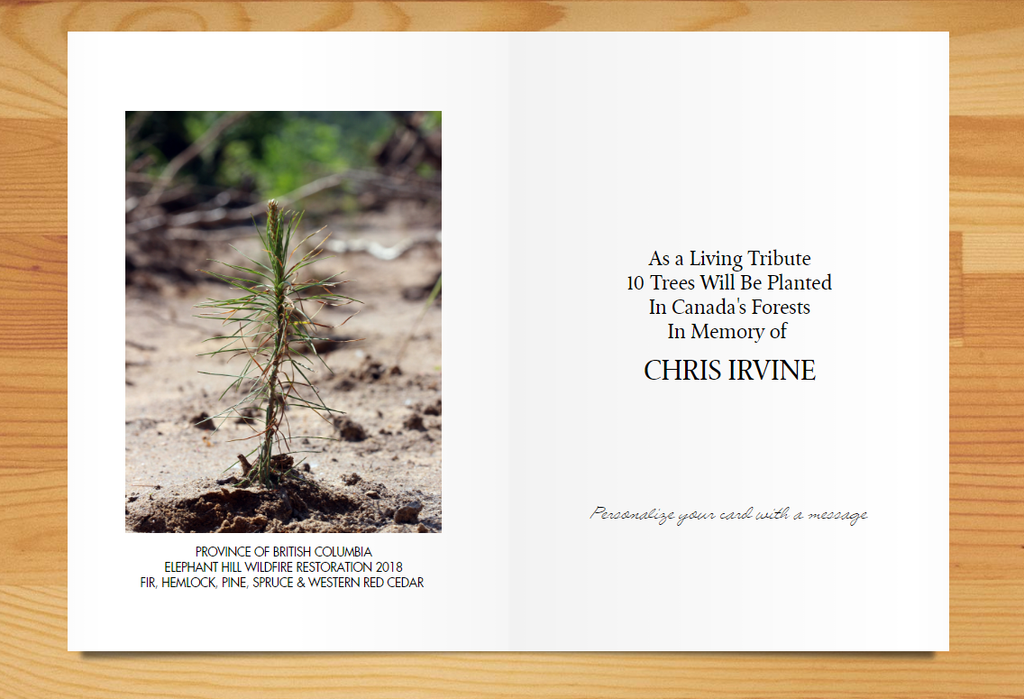 PROVINCE OF BRITISH COLUMBIA
ELEPHANT HILL WILDFIRE RESTORATION 2018
FIR, HEMLOCK, PINE, SPRUCE & WESTERN RED CEDAR
As a Living Tribute
10 Trees Will Be Planted
In Canada's Forests
In Memory of
CHRIS IRVINE
Personalize your card with a message